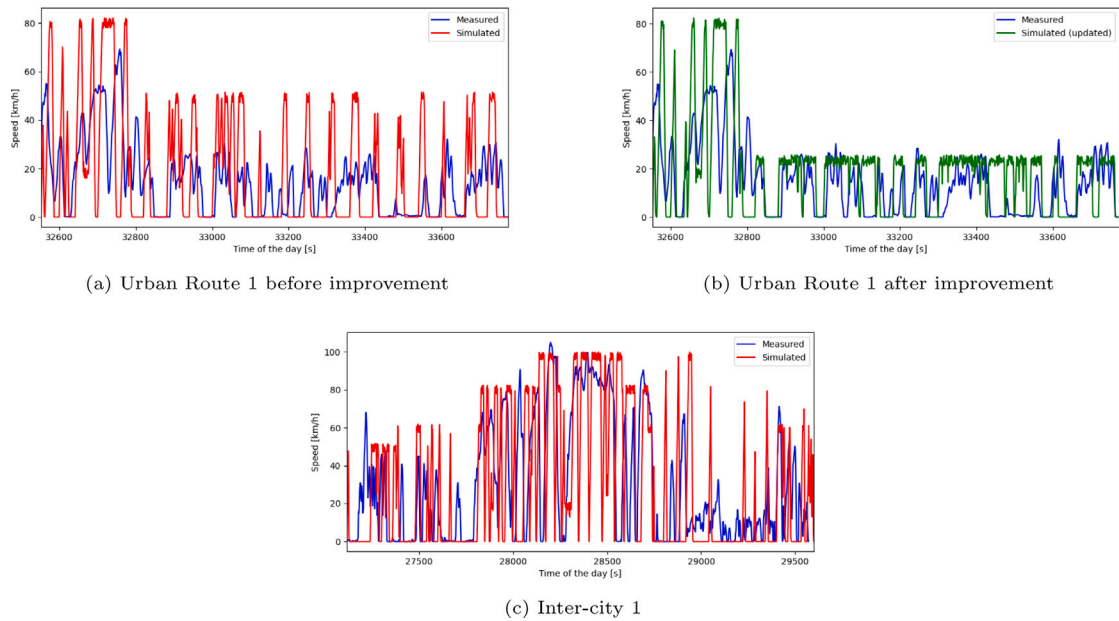 80
60
40
20
0
Speed [km/h]
Measured
Simulated
32600
32800
33000
33200
33400
33600
Time of the day [s]
(a) Urban Route 1 before improvement
80
60
40
20
0
Speed [km/h]
Measured
Simulated (updated)
32600
32800
33000
33200
33400
33600
Time of the day [s]
(b) Urban Route 1 after improvement
100
80
60
40
20
0
Speed [km/h]
Measured
Simulated
27500
28000
28500
29000
29500
Time of the day [s]
(c) Inter-city 1